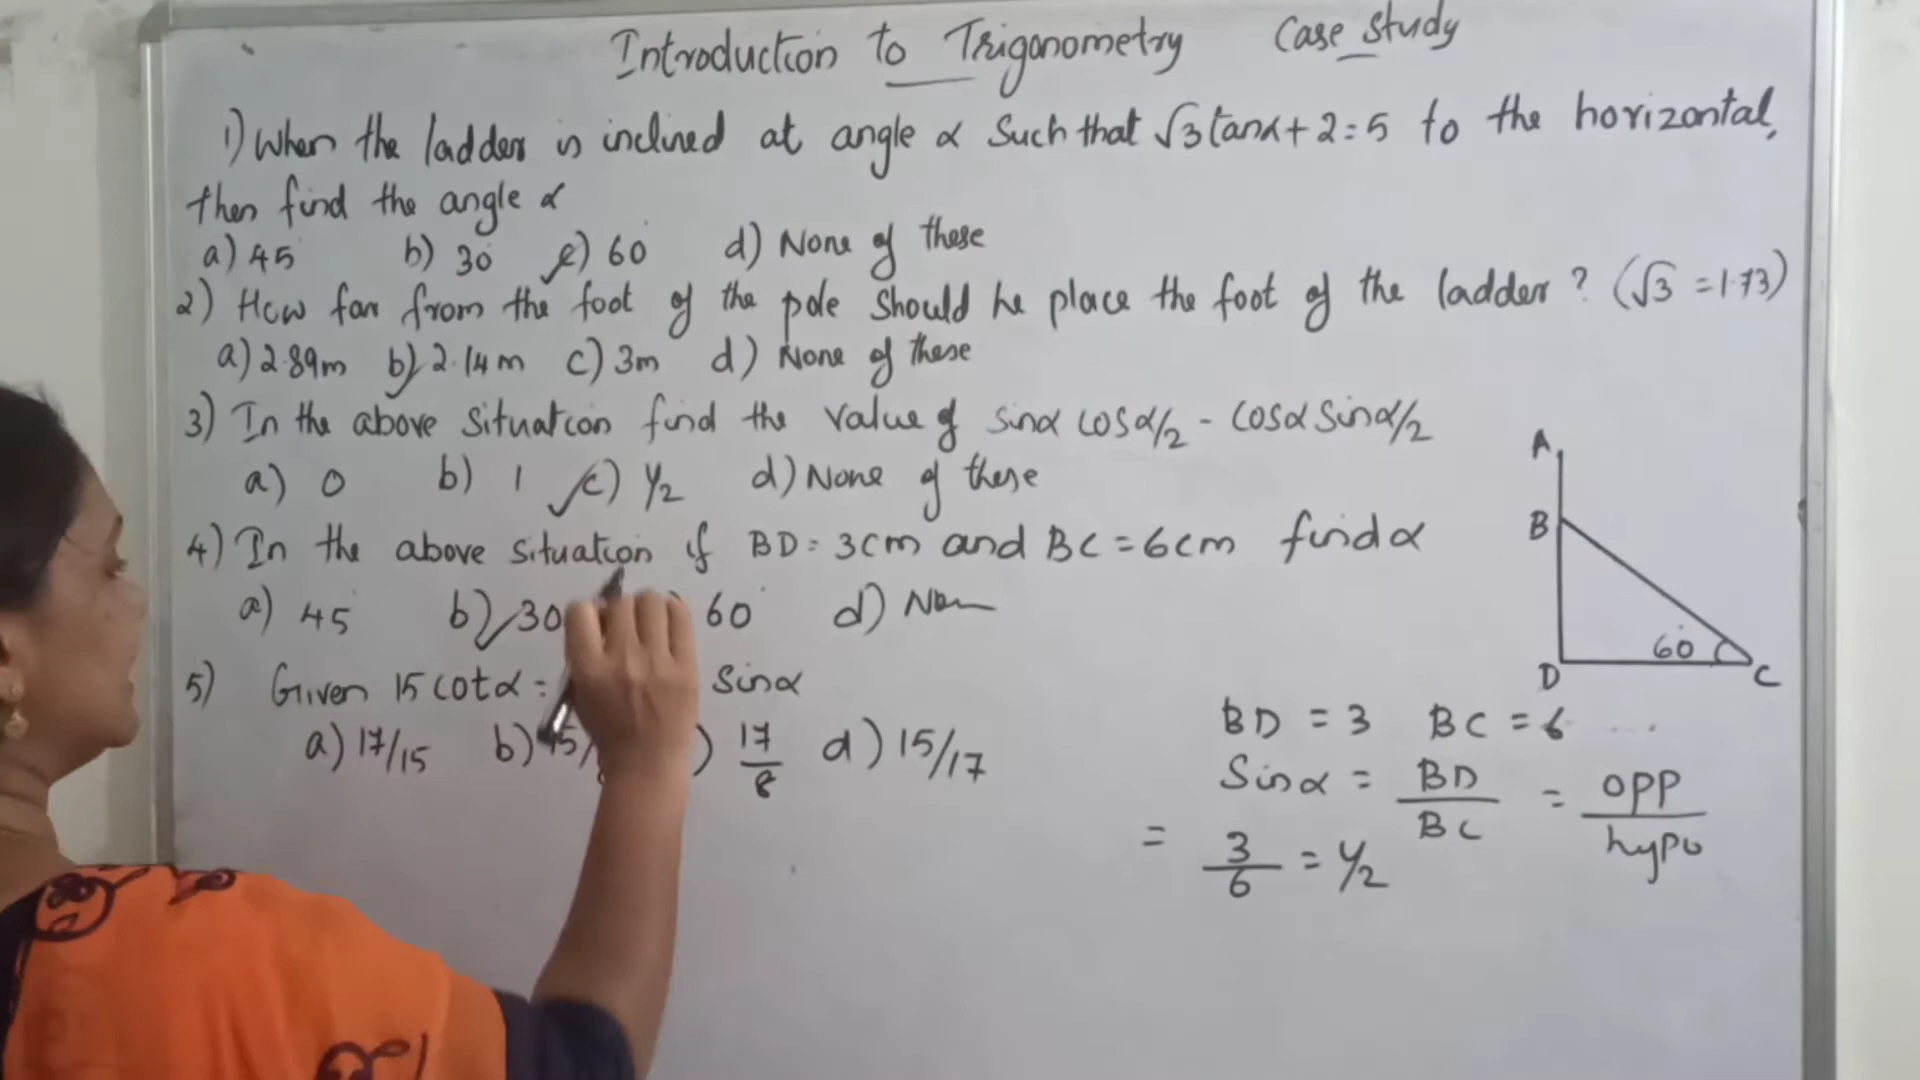 Introduction to Trigonometry Case study
1) When the ladder is inclined at angle α Such that √3tanα+2=5 to the horizontal,
then find the angle α
a) 45° b) 30° c) 60° d) None of these
2) How far from the foot of the pole should he place the foot of the ladder? (√3 =1.73)
a) 2.89m b) 2.14m c) 3m d) None of these
3) In the above situation find the value of sinα cosα/2 - cosα sinα/2
a) 0 b) 1 c) 1/2 d) None of these
4) In the above situation if BD=3cm and BC=6cm find α
a) 45° b) 30° 60° d) Non
5) Given 15 cotα = Sinα
a) 17/15 b) 15/ ) 17/8 d) 15/17
A
B
60°
D C
BD = 3 BC = 6 ....
Sinα = BD/BC = OPP/hypo
= 3/6 = 1/2